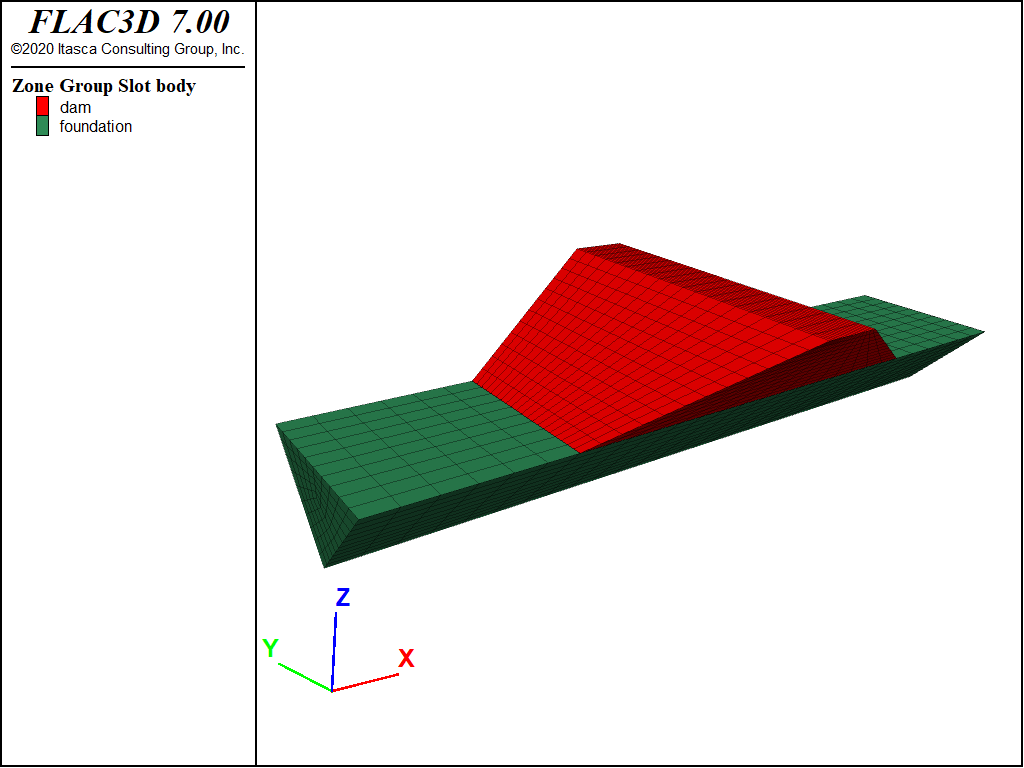 FLAC3D 7.00
©2020 Itasca Consulting Group, Inc.
Zone Group Slot body
dam
foundation
Z
Y
X